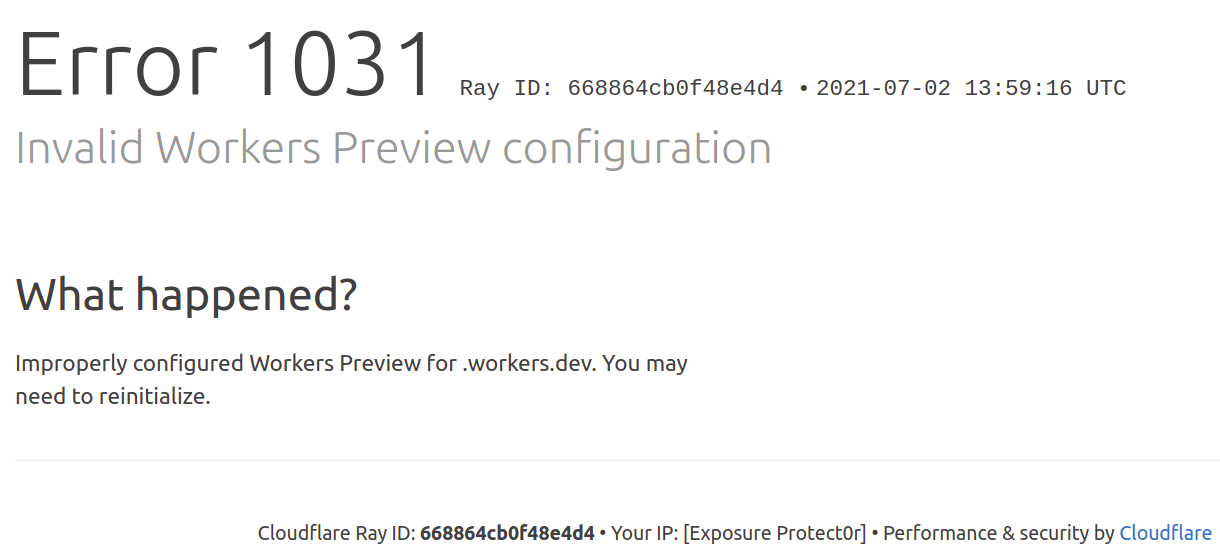 Error 1031 Ray ID: 668864cb0f48e4d4 • 2021-07-02 13:59:16 UTC
Invalid Workers Preview configuration
What happened?
Improperly configured Workers Preview for .workers.dev. You may
need to reinitialize.
Cloudflare Ray ID: 668864cb0f48e4d4 • Your IP: [Exposure Protect0r] • Performance & security by Cloudflare